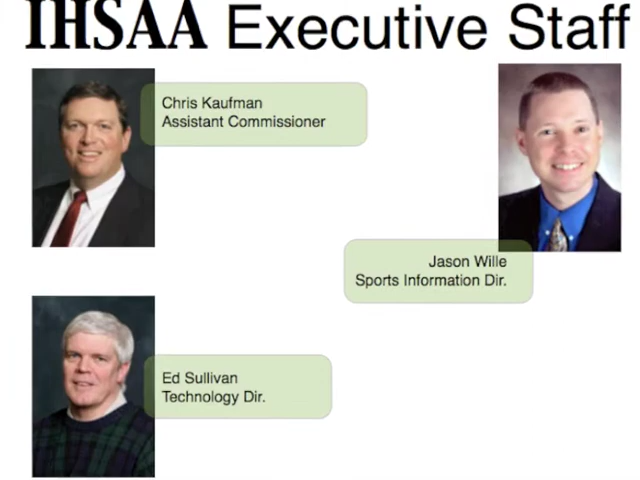 IHSAA Executive Staff
Chris Kaufman
Assistant Commissioner
Jason Wille
Sports Information Dir.
Ed Sullivan
Technology Dir.